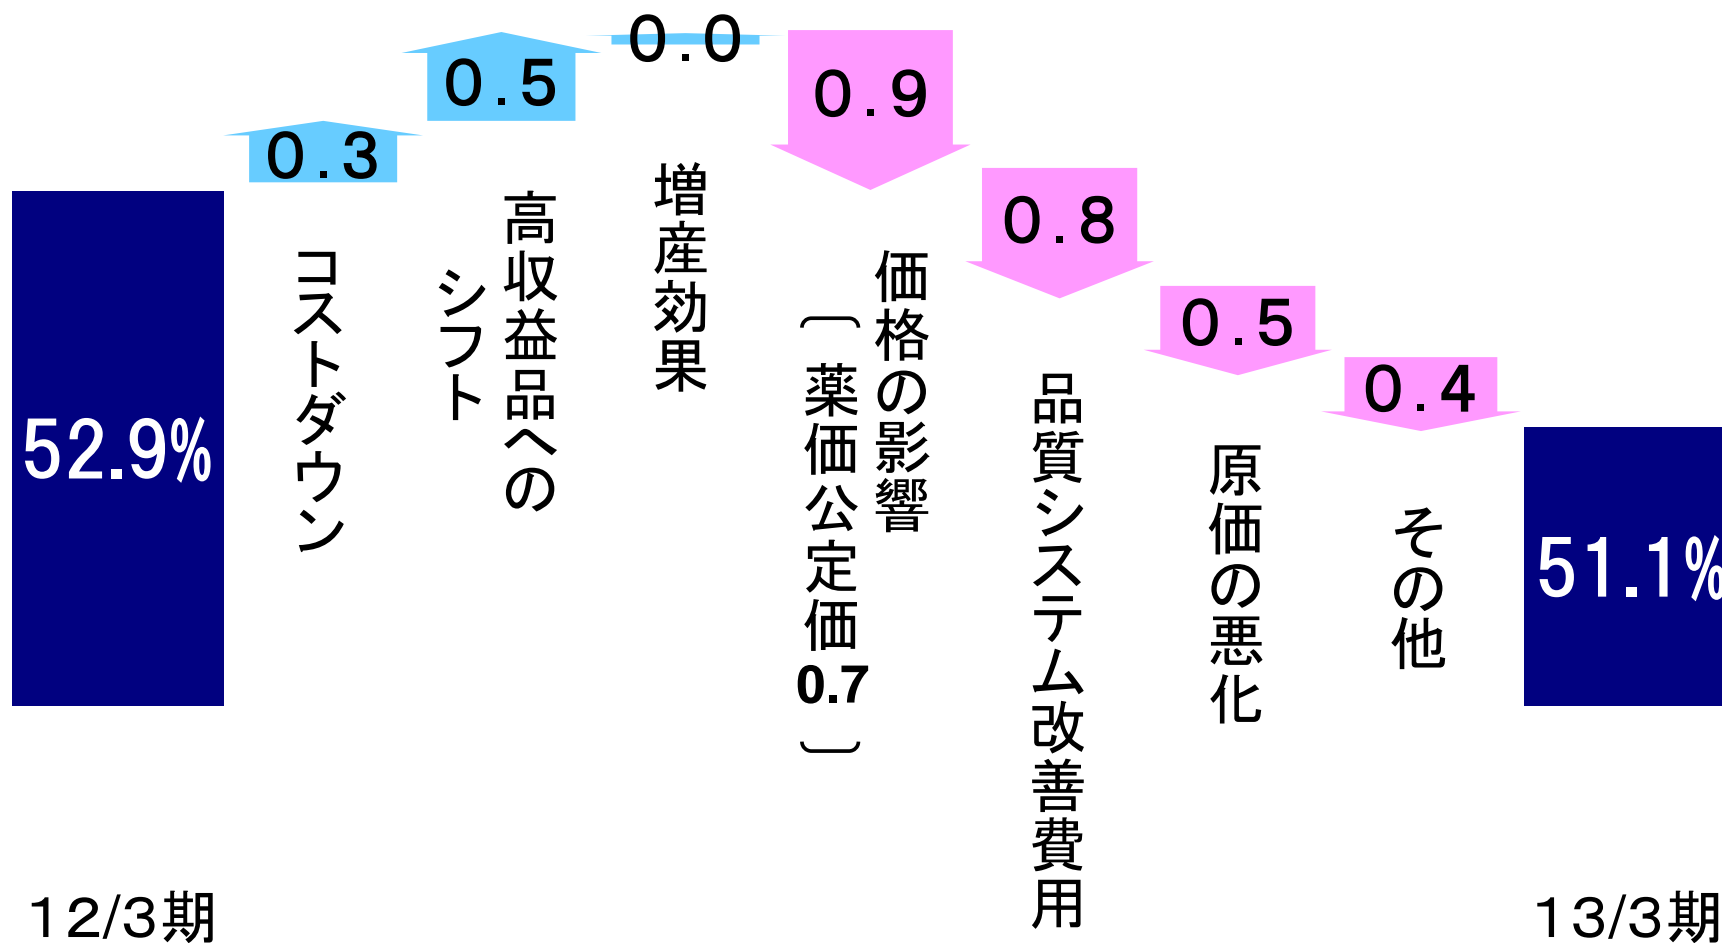 52.9%
12/3期
0.3
コストダウン
0.5
高収益品への
シフト
0.0
増産効果
0.9
価格の影響
〔薬価公定価0.7〕
0.8
品質システム改善費用
0.5
原価の悪化
0.4
その他
51.1%
13/3期